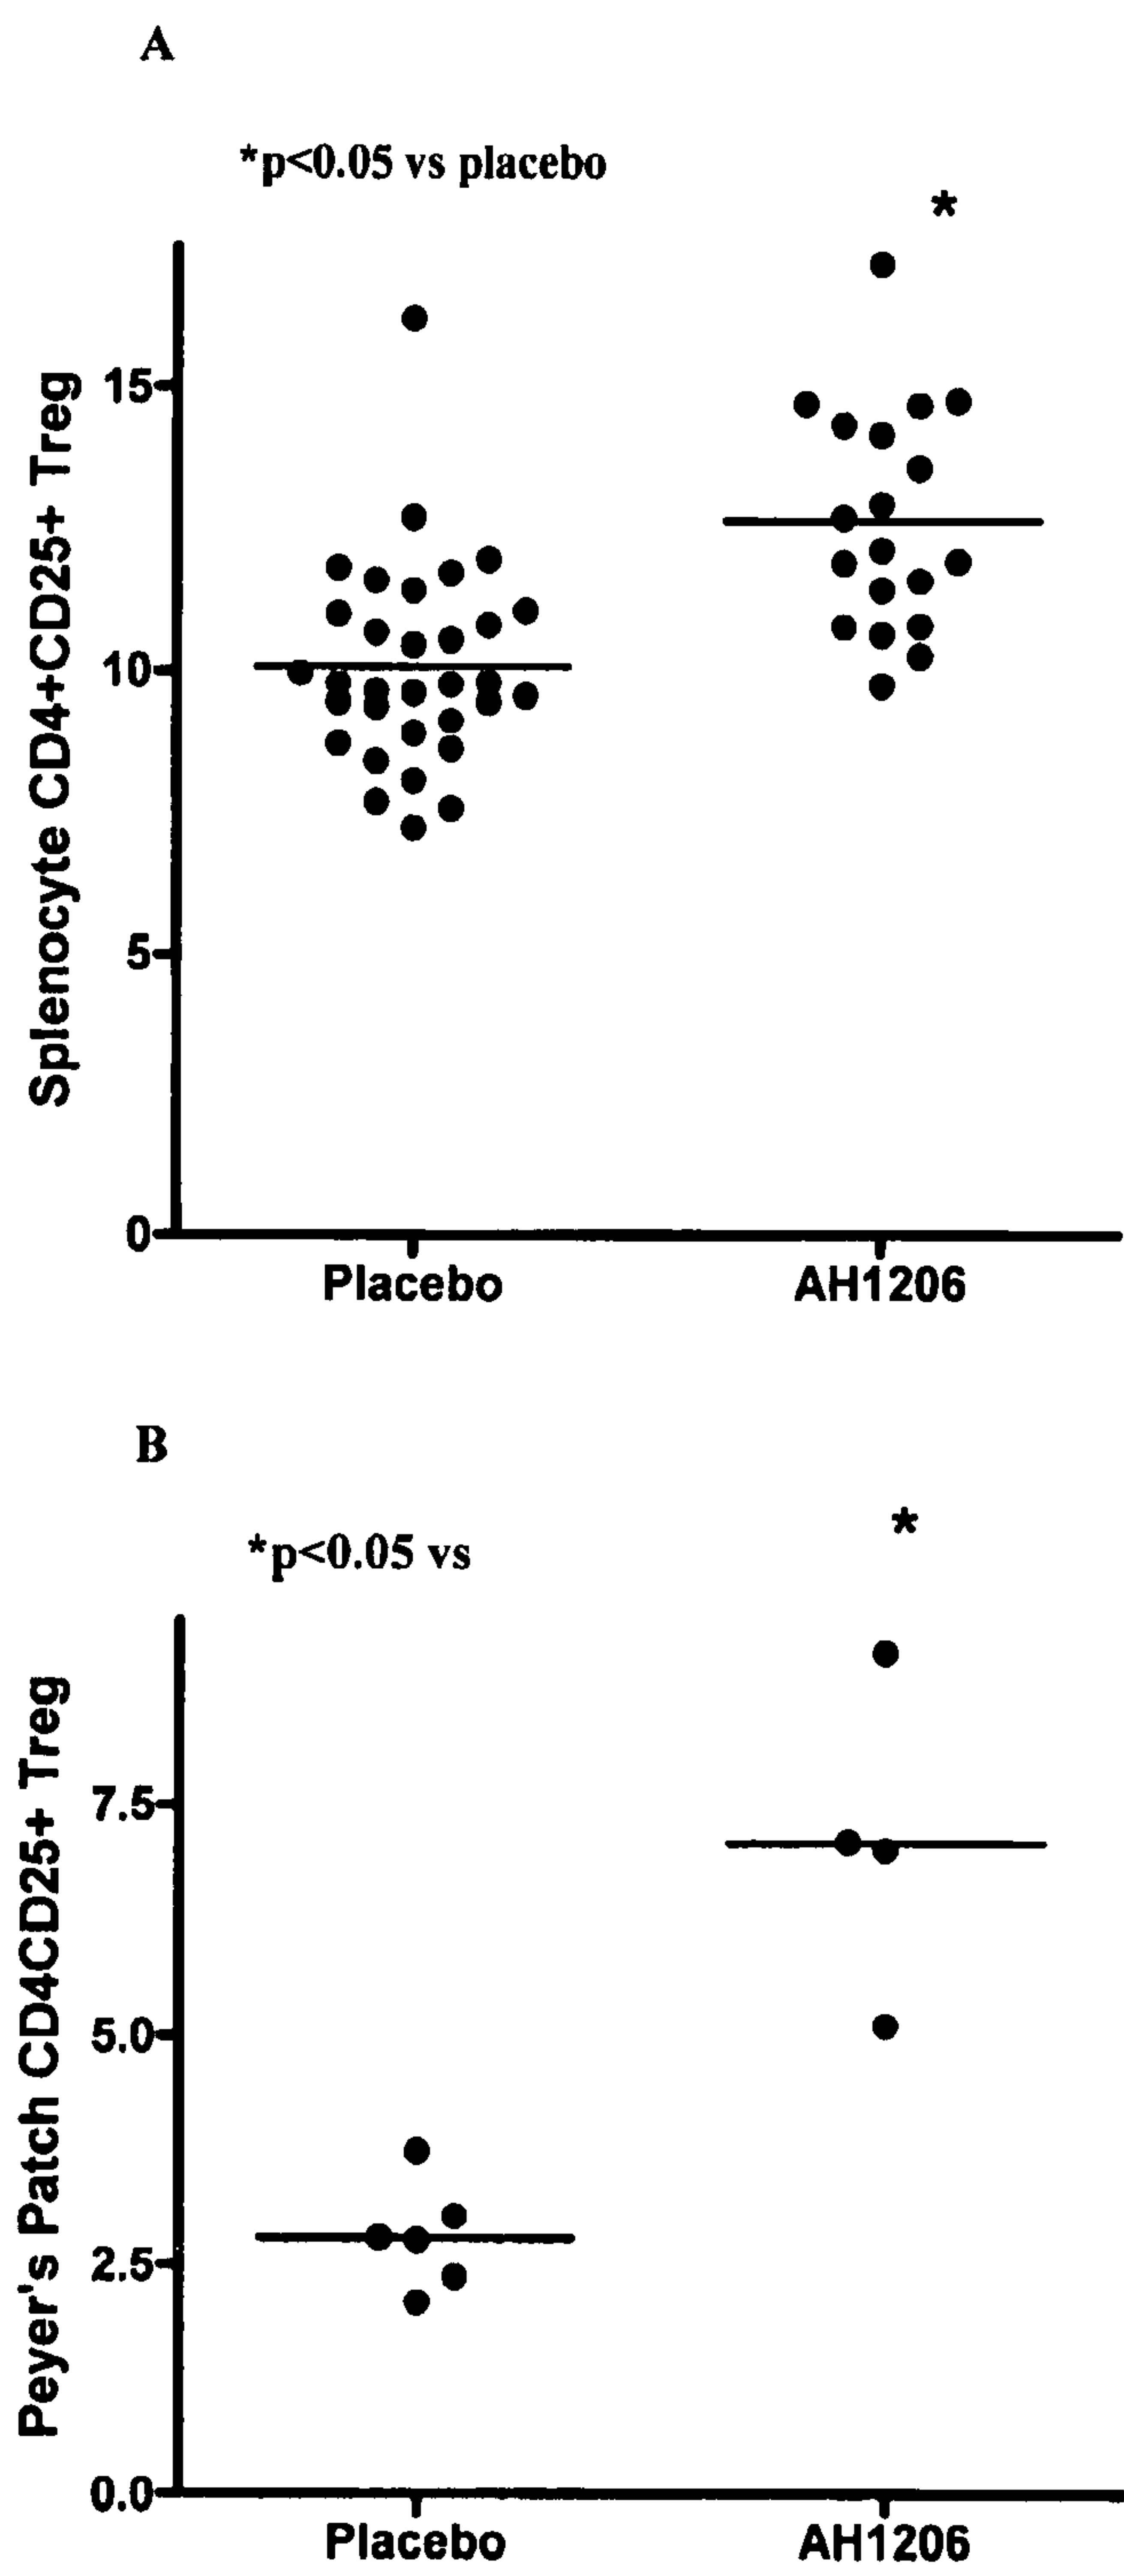 A
*p<0.05 vs placebo
*
Splenocyte CD4+CD25+ Treg
15
10
5
0
Placebo AH1206
B
*p<0.05 vs
*
Peyer's Patch CD4CD25+ Treg
7.5
5.0
2.5
0.0
Placebo AH1206